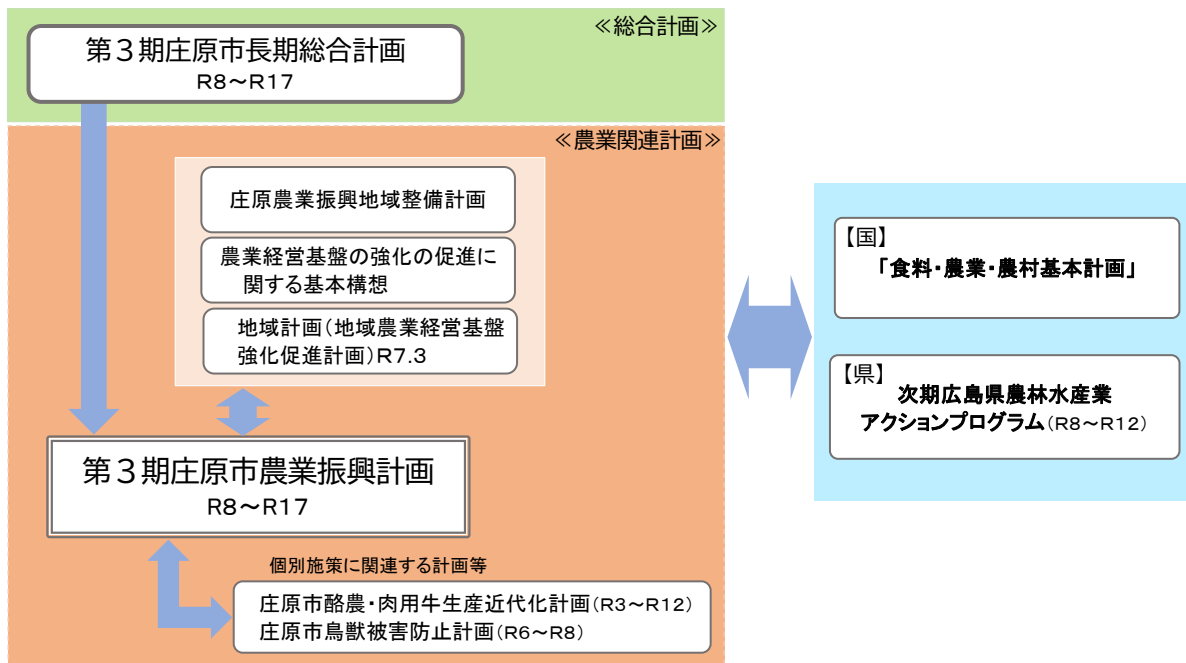 ≪総合計画≫
第３期庄原市長期総合計画
R8～R17
≪農業関連計画≫
庄原農業振興地域整備計画
農業経営基盤の強化の促進に
関する基本構想
地域計画（地域農業経営基盤
強化促進計画）R7.3
第３期庄原市農業振興計画
R8～R17
個別施策に関連する計画等
庄原市酪農・肉用牛生産近代化計画（R3～R12）
庄原市鳥獣被害防止計画（R6～R8）
【国】
「食料・農業・農村基本計画」
【県】
次期広島県農林水産業
アクションプログラム（R8～R12）